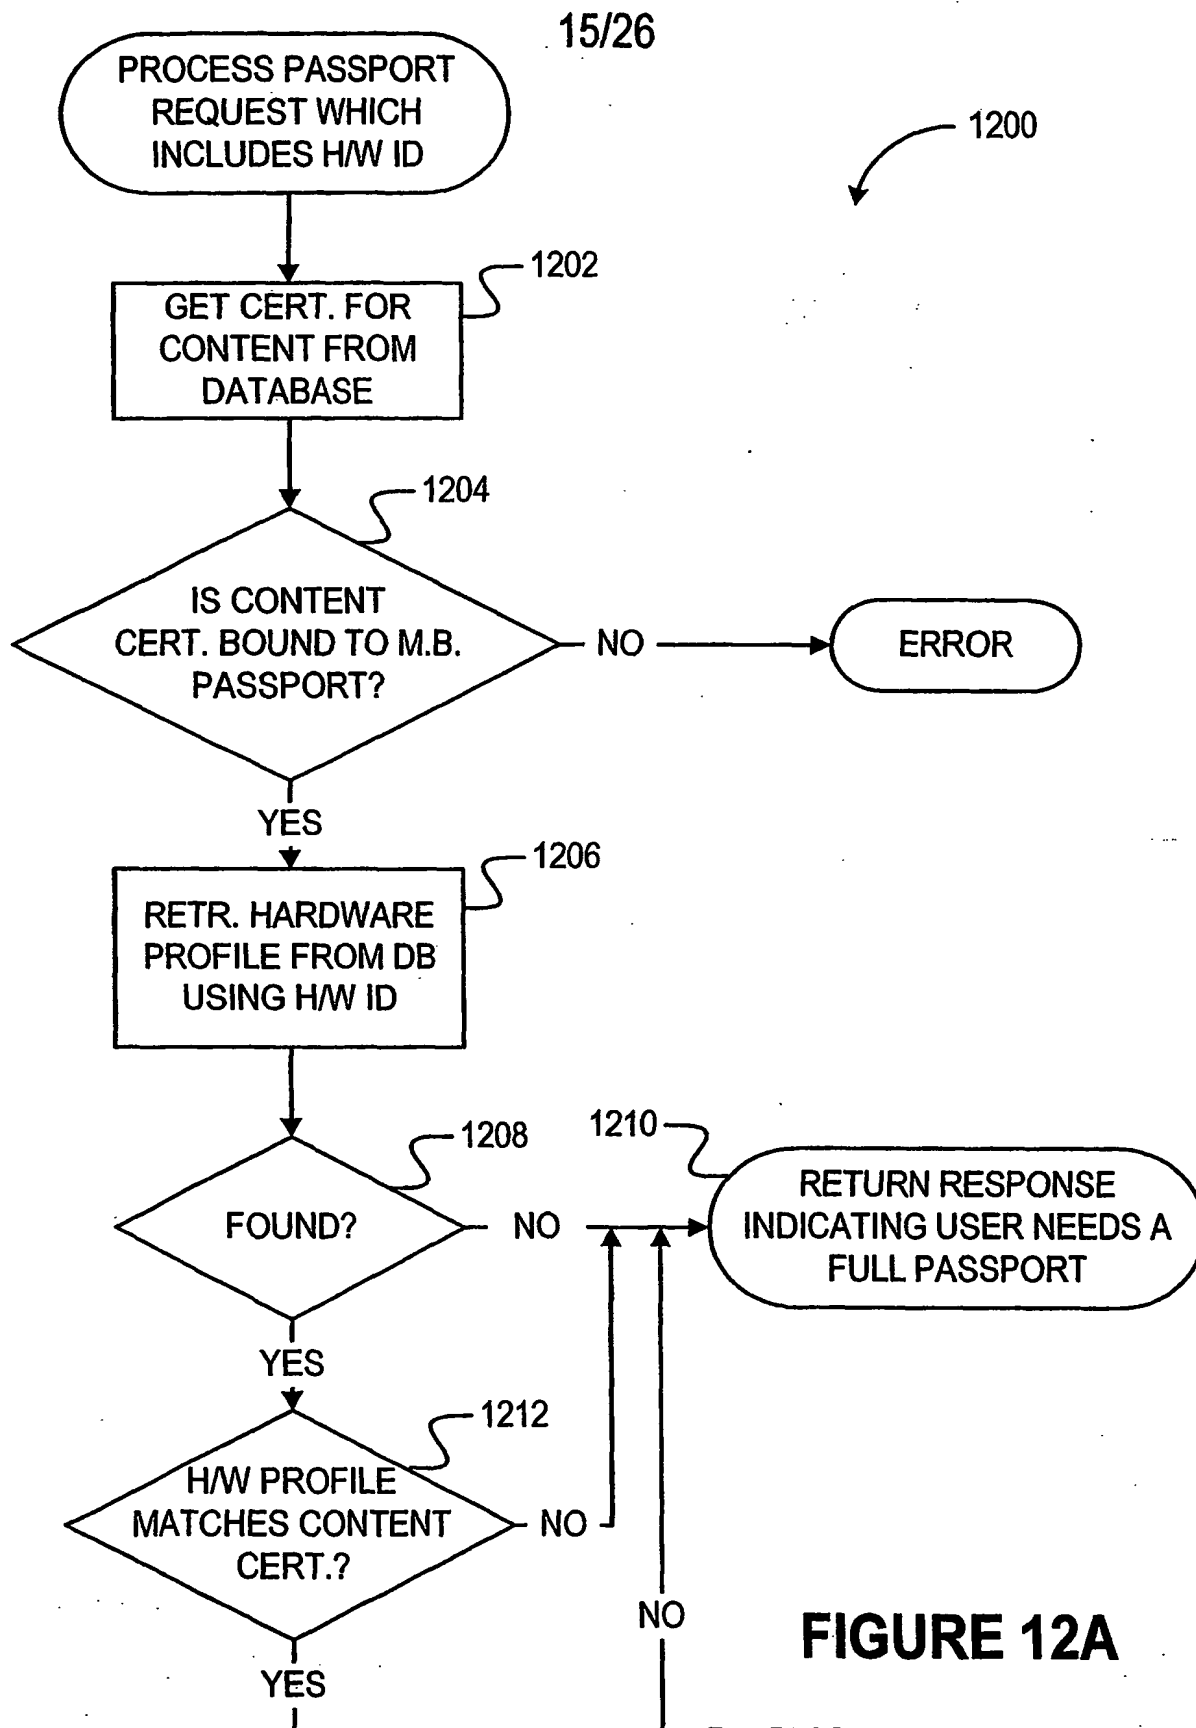 15/26
PROCESS PASSPORT
REQUEST WHICH
INCLUDES H/W ID
1200
1202
GET CERT. FOR
CONTENT FROM
DATABASE
1204
IS CONTENT
CERT. BOUND TO M.B.
PASSPORT?
NO
ERROR
YES
1206
RETR. HARDWARE
PROFILE FROM DB
USING H/W ID
1208
FOUND?
NO
1210
RETURN RESPONSE
INDICATING USER NEEDS A
FULL PASSPORT
YES
1212
H/W PROFILE
MATCHES CONTENT
CERT.?
NO
NO
YES
FIGURE 12A